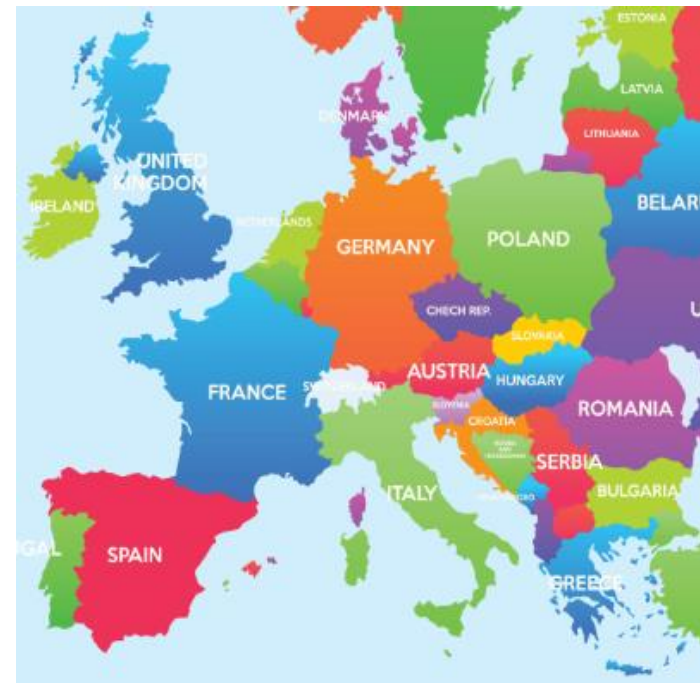 ESTONIA
LATVIA
DENMARK
LITHUANIA
UNITED
KINGDOM
IRELAND
BELAR
NETHERLANDS
GERMANY
POLAND
U
CHECH REP.
SLOVAKIA
AUSTRIA
HUNGARY
FRANCE
SWITZERLAND
SLOVENIA
ROMANIA
CROATIA
SERBIA
BULGARIA
ITALY
GAL
SPAIN
GREECE